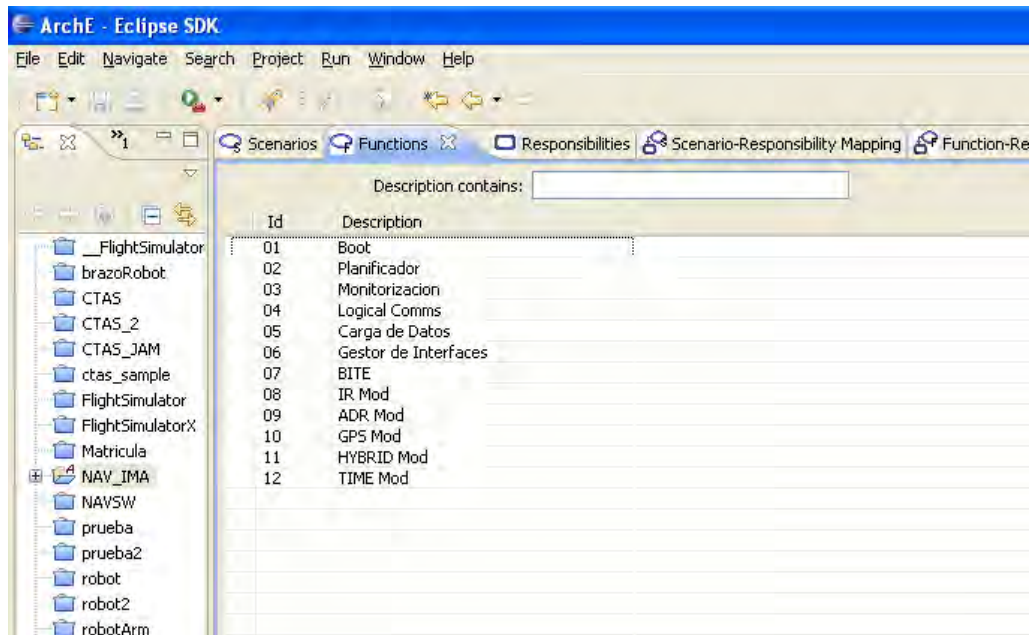 ArchE - Eclipse SDK
File Edit Navigate Search Project Run Window Help
»1
Scenarios Functions Responsibilities Scenario-Responsibility Mapping Function-Re
Description contains:
Id Description
01 Boot
02 Planificador
03 Monitorizacion
04 Logical Comms
05 Carga de Datos
06 Gestor de Interfaces
07 BITE
08 IR Mod
09 ADR Mod
10 GPS Mod
11 HYBRID Mod
12 TIME Mod
__FlightSimulator
brazoRobot
CTAS
CTAS_2
CTAS_JAM
ctas_sample
FlightSimulator
FlightSimulatorX
Matricula
NAV_IMA
NAVSW
prueba
prueba2
robot
robot2
robotArm